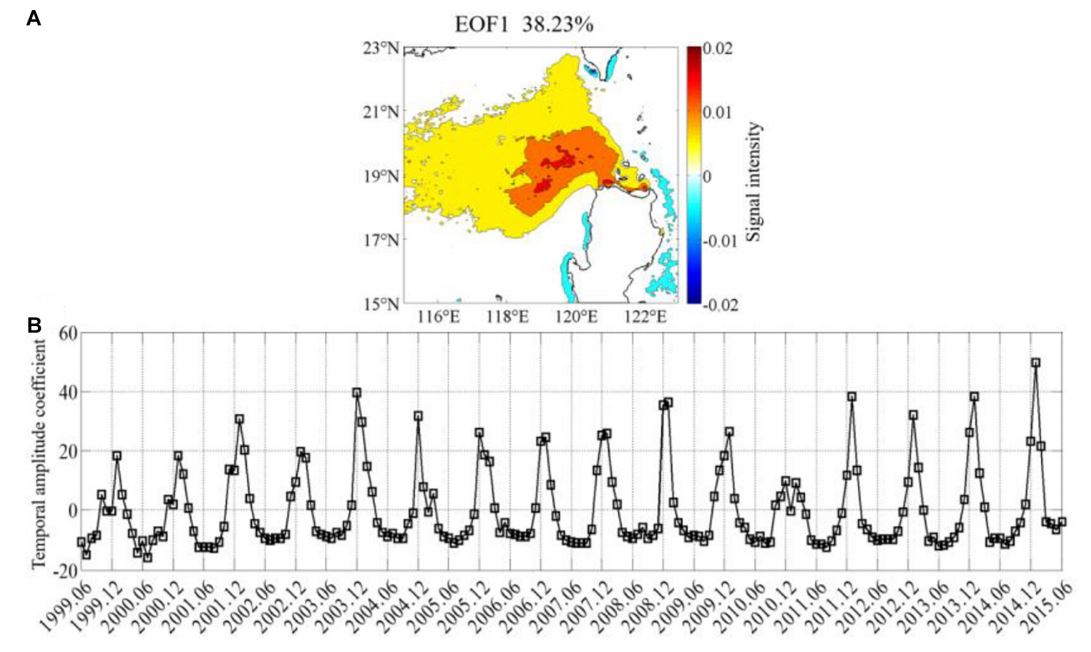 A
EOF1 38.23%
23°N
21°N
19°N
17°N
15°N
116°E 118°E 120°E 122°E
0.02
0.01
0
-0.01
-0.02
Signal intensity
B
Temporal amplitude coefficient
60
40
20
0
-20
1999.06 1999.12 2000.06 2000.12 2001.06 2001.12 2002.06 2002.12 2003.06 2003.12 2004.06 2004.12 2005.06 2005.12 2006.06 2006.12 2007.06 2007.12 2008.06 2008.12 2009.06 2009.12 2010.06 2010.12 2011.06 2011.12 2012.06 2012.12 2013.06 2013.12 2014.06 2014.12 2015.06